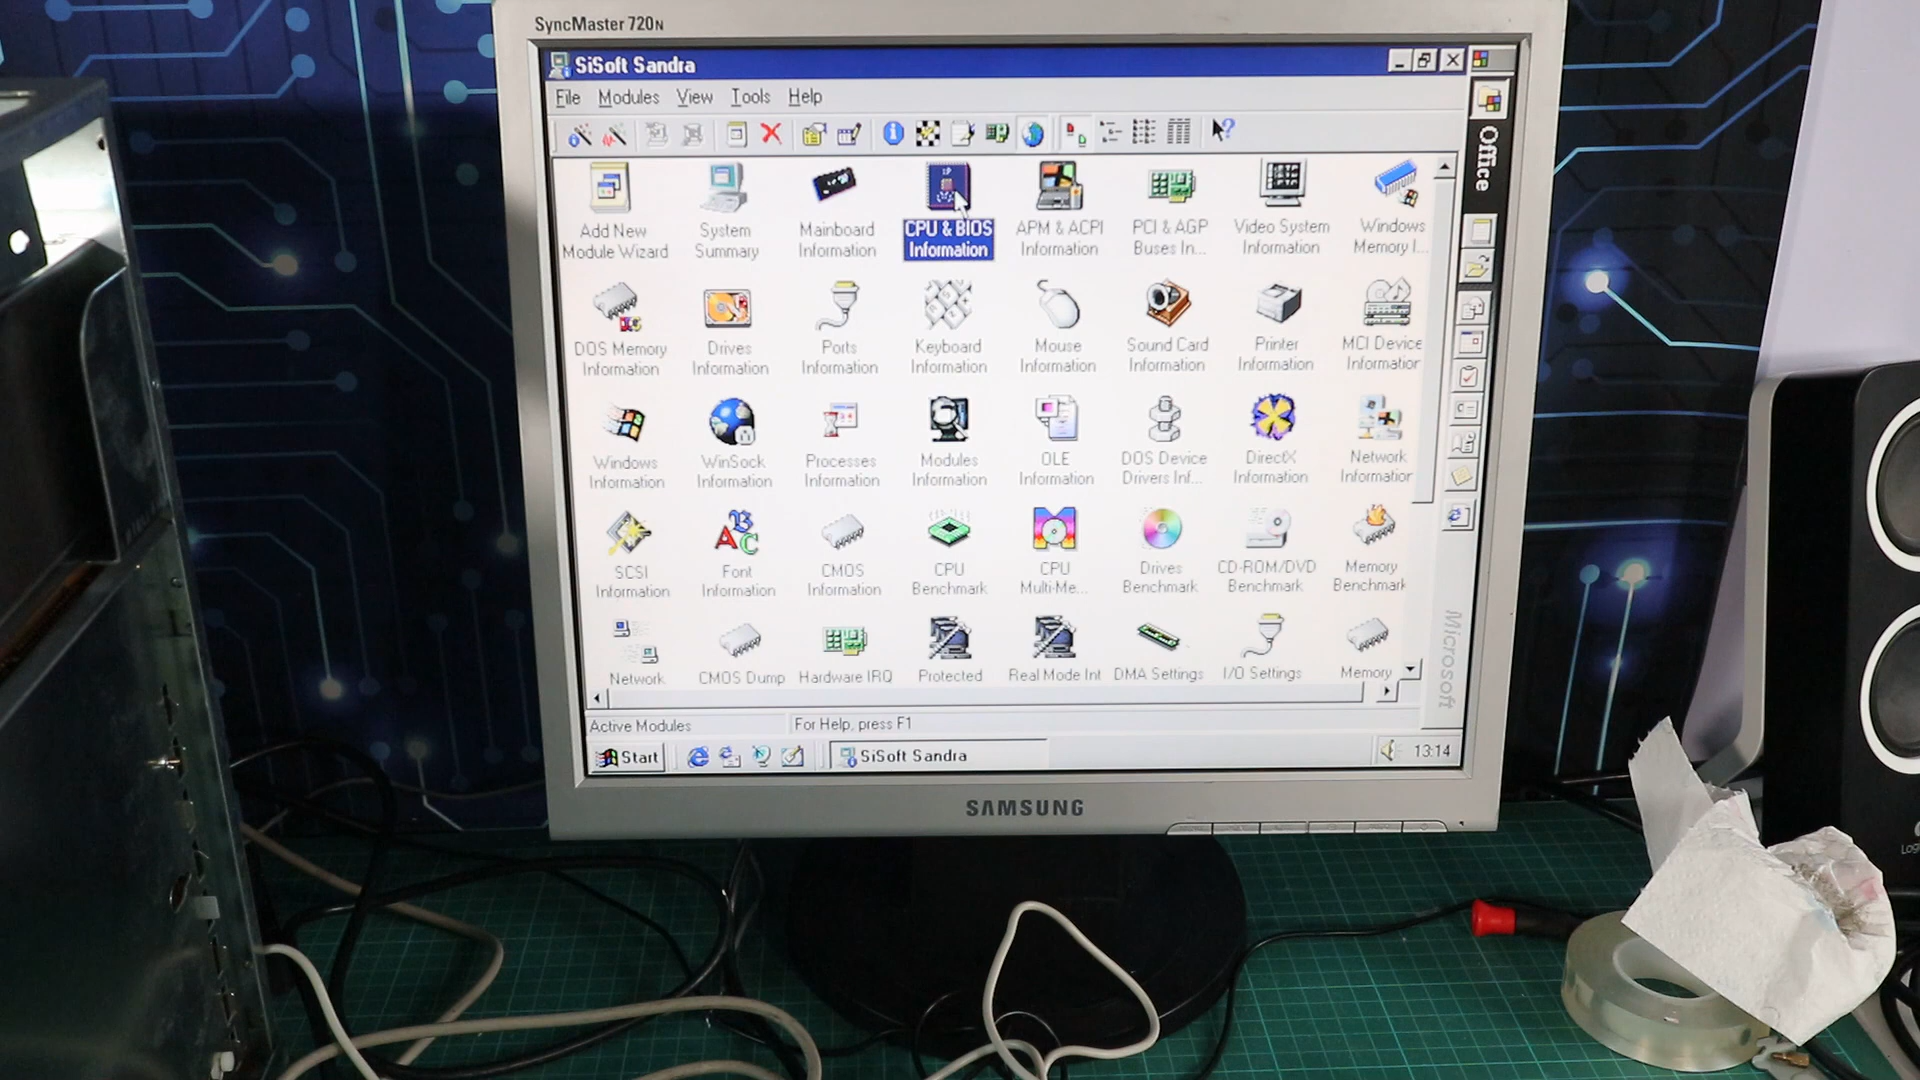 SyncMaster 720N
SiSoft Sandra
File Modules View Tools Help
Office
Add New
Module Wizard
System
Summary
Mainboard
Information
CPU & BIOS
Information
APM & ACPI
Information
PCI & AGP
Buses In...
Video System
Information
Windows
Memory I...
DOS Memory
Information
Drives
Information
Ports
Information
Keyboard
Information
Mouse
Information
Sound Card
Information
Printer
Information
MCI Device
Information
Windows
Information
WinSock
Information
Processes
Information
Modules
Information
OLE
Information
DOS Device
Drivers Inf...
DirectX
Information
Network
Information
SCSI
Information
Font
Information
CMOS
Information
CPU
Benchmark
CPU
Multi-Me...
Drives
Benchmark
CD-ROM/DVD
Benchmark
Memory
Benchmark
Network
CMOS Dump
Hardware IRQ
Protected
Real Mode Int
DMA Settings
I/O Settings
Memory
Microsoft
Active Modules
For Help, press F1
Start
SiSoft Sandra
13:14
SAMSUNG